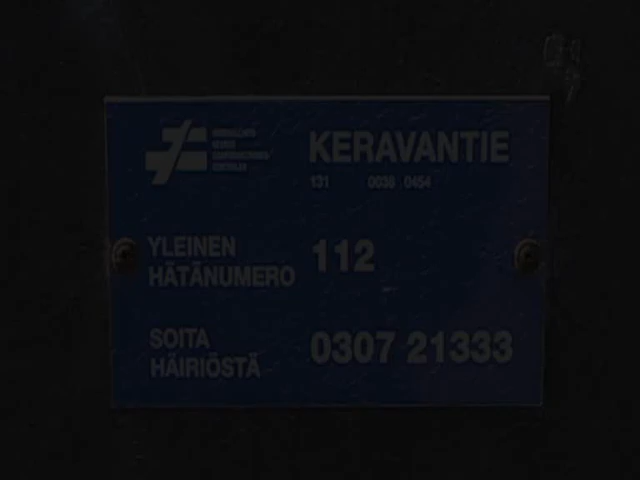 KERAVANTIE
131 0038 0454
YLEINEN HÄTÄNUMERO 112
SOITA HÄIRIÖSTÄ 0307 21333